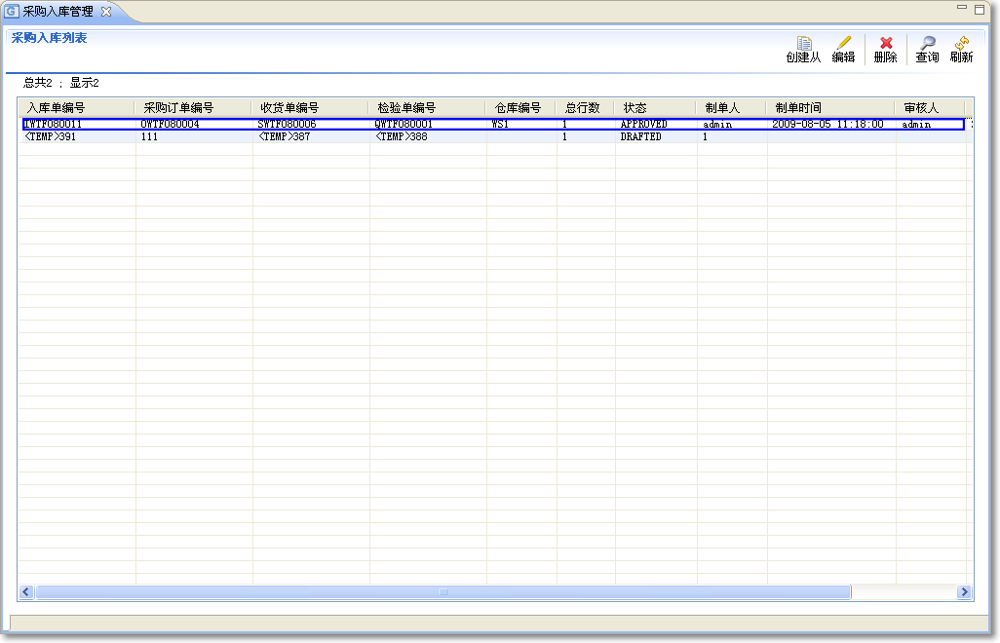 采购入库管理
采购入库列表
创建从 编辑 删除 查询 刷新
总共2 ; 显示2
入库单编号 采购订单编号 收货单编号 检验单编号 仓库编号 总行数 状态 制单人 制单时间 审核人
IWTF080011 OWTF080004 SWTF080006 QWTF080001 WS1 1 APPROVED admin 2009-08-05 11:18:00 admin
<TEMP>391 111 <TEMP>387 <TEMP>388 1 DRAFTED 1